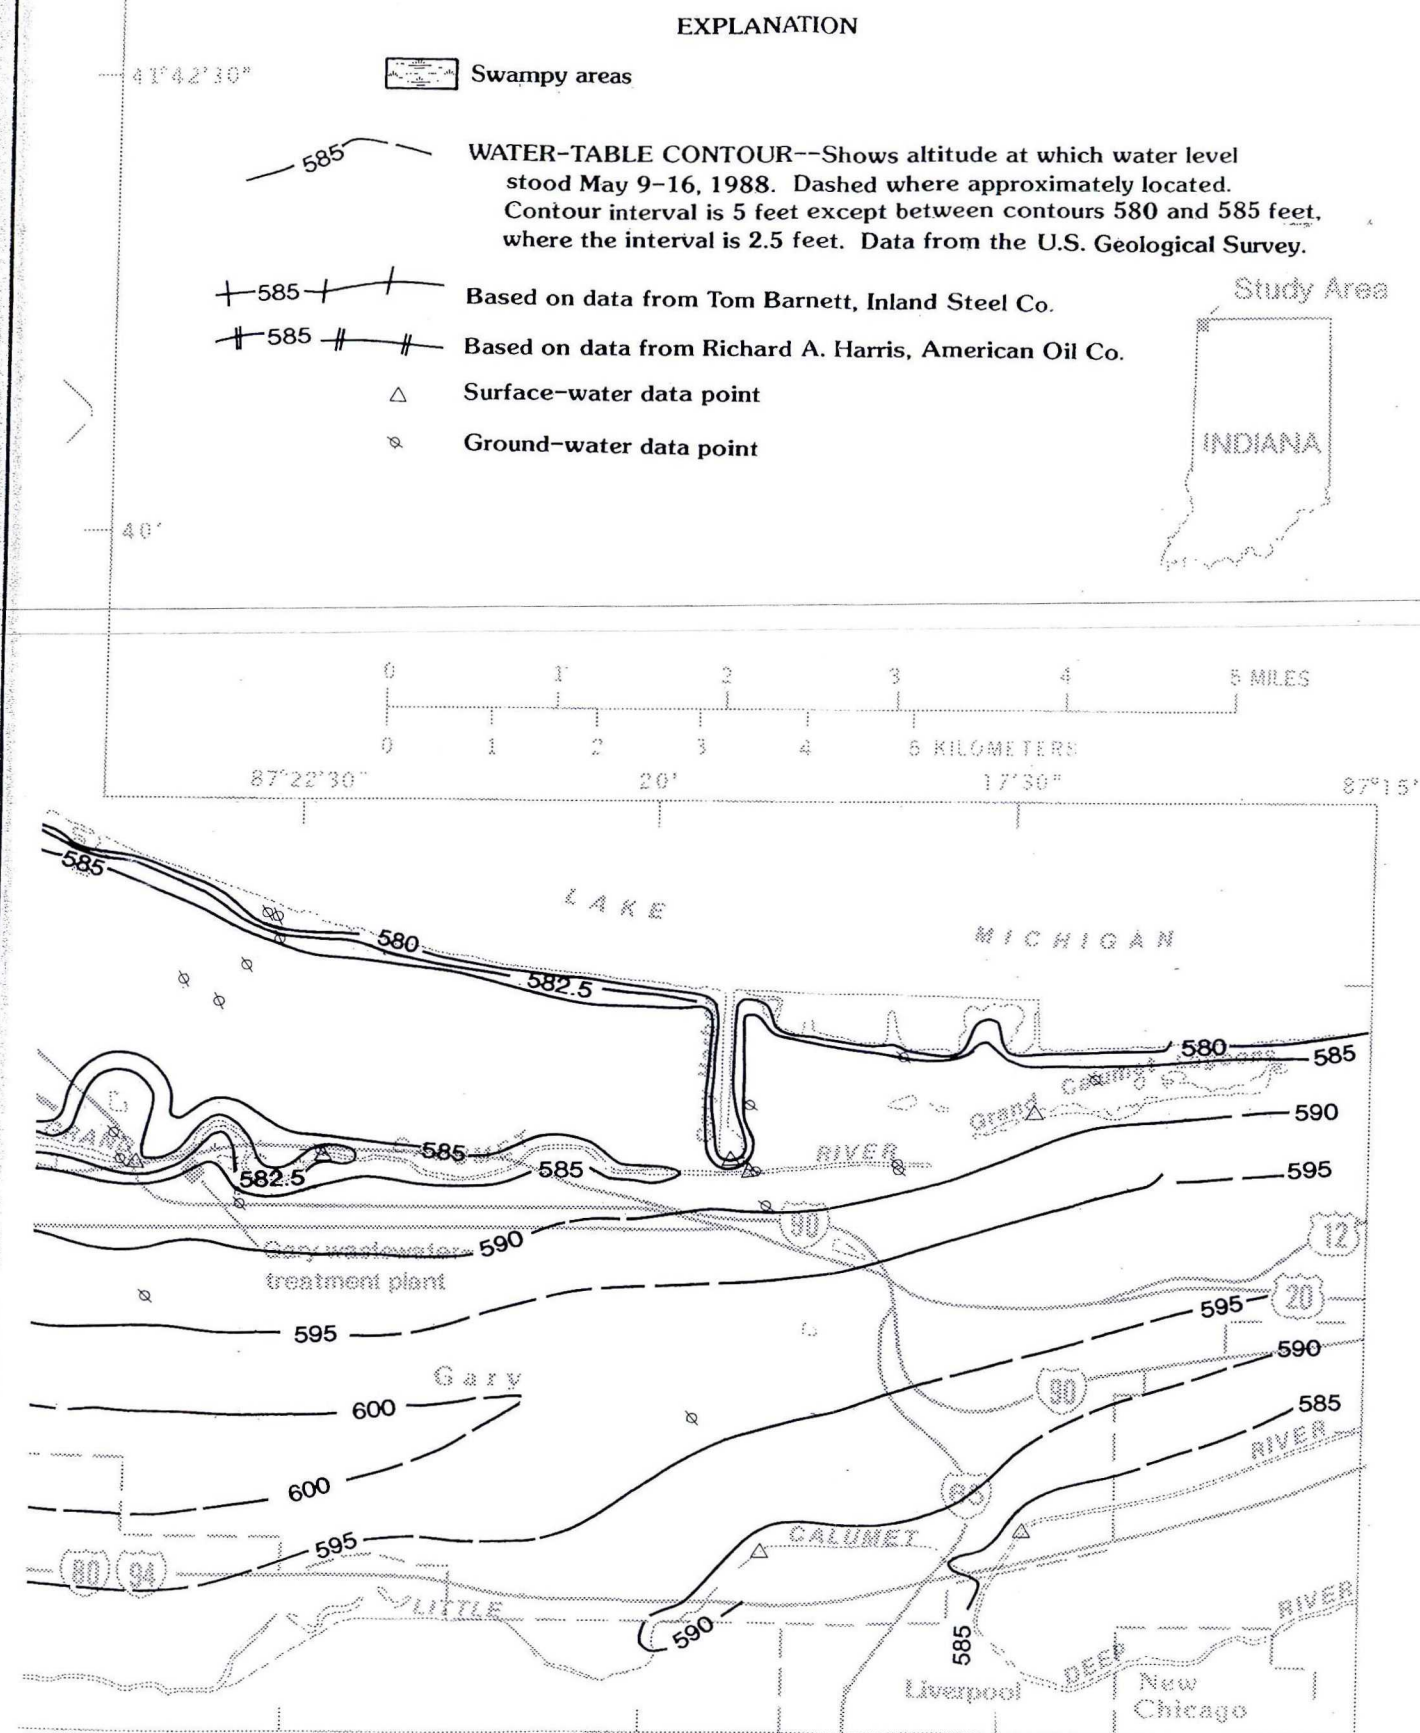 EXPLANATION
41°42'30"
Swampy areas
585
WATER-TABLE CONTOUR--Shows altitude at which water level
stood May 9-16, 1988. Dashed where approximately located.
Contour interval is 5 feet except between contours 580 and 585 feet,
where the interval is 2.5 feet. Data from the U.S. Geological Survey.
585
Based on data from Tom Barnett, Inland Steel Co.
585
Based on data from Richard A. Harris, American Oil Co.
Surface-water data point
Ground-water data point
Study Area
INDIANA
40'
0 1 2 3 4 5 MILES
0 1 2 3 4 5 KILOMETERS
87°22'30" 20' 17'30" 87°15'
585
LAKE
MICHIGAN
580
582.5
580
585
Grand Calumet Lagoons
590
GRAND CALUMET RIVER
585
585
582.5
595
90
12
590
Gary wastewater
treatment plant
20
595
595
590
Gary
90
600
585
RIVER
600
65
595
CALUMET
80 94
LITTLE
590
585
RIVER
DEEP
Liverpool
New
Chicago